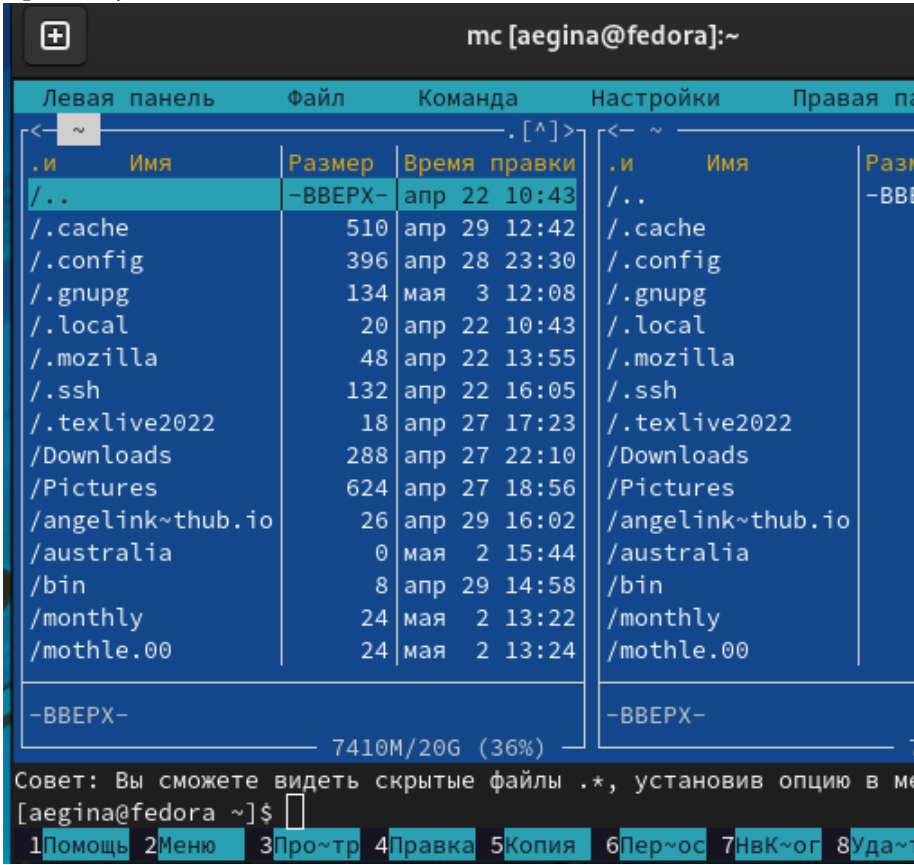 mc [aegina@fedora]:~
Левая панель Файл Команда Настройки Правая
<— ~ .[^]> <— ~
.и Имя Размер Время правки .и Имя
/.. -ВВЕРХ- апр 22 10:43 /..
/.cache 510 апр 29 12:42 /.cache
/.config 396 апр 28 23:30 /.config
/.gnupg 134 мая 3 12:08 /.gnupg
/.local 20 апр 22 10:43 /.local
/.mozilla 48 апр 22 13:55 /.mozilla
/.ssh 132 апр 22 16:05 /.ssh
/.texlive2022 18 апр 27 17:23 /.texlive2022
/Downloads 288 апр 27 22:10 /Downloads
/Pictures 624 апр 27 18:56 /Pictures
/angelink~thub.io 26 апр 29 16:02 /angelink~thub.io
/australia 0 мая 2 15:44 /australia
/bin 8 апр 29 14:58 /bin
/monthly 24 мая 2 13:22 /monthly
/mothle.00 24 мая 2 13:24 /mothle.00
-ВВЕРХ- -ВВЕРХ-
7410M/20G (36%)
Совет: Вы сможете видеть скрытые файлы .*, установив опцию в
[aegina@fedora ~]$
1Помощь 2Меню 3Про~тр 4Правка 5Копия 6Пер~ос 7НвК~ог 8Уда~